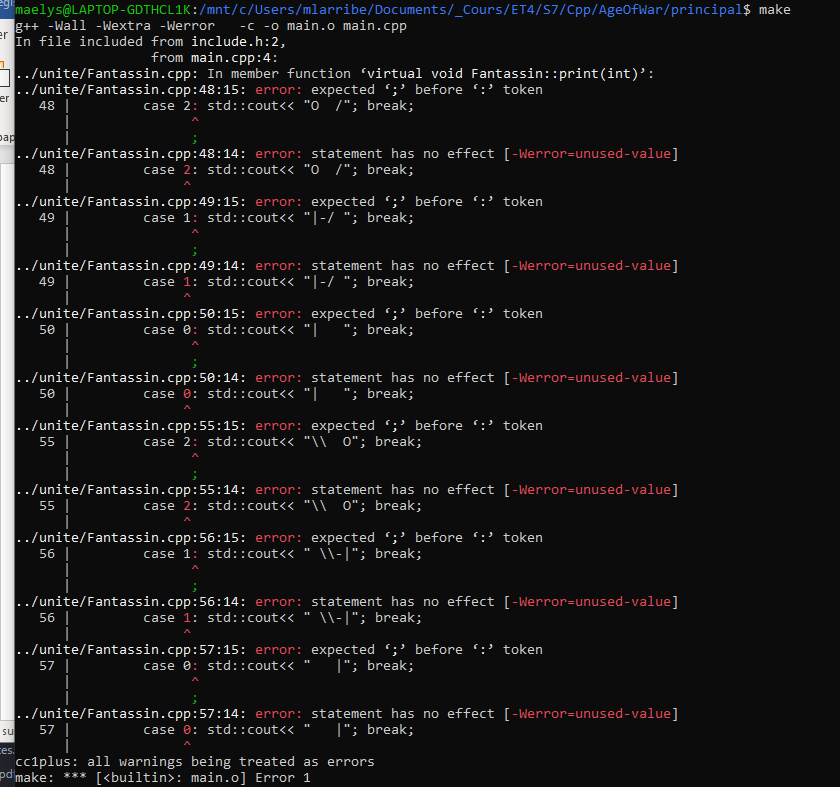 maelys@LAPTOP-GDTHCL1K:/mnt/c/Users/mlarribe/Documents/_Cours/ET4/S7/Cpp/AgeOfWar/principal$ make
g++ -Wall -Wextra -Werror   -c -o main.o main.cpp
In file included from include.h:2,
                 from main.cpp:4:
../unite/Fantassin.cpp: In member function ‘virtual void Fantassin::print(int)’:
../unite/Fantassin.cpp:48:15: error: expected ‘;’ before ‘:’ token
   48 |         case 2: std::cout<< "O  /"; break;
      |               ^
      |               ;
../unite/Fantassin.cpp:48:14: error: statement has no effect [-Werror=unused-value]
   48 |         case 2: std::cout<< "O  /"; break;
      |              ^
../unite/Fantassin.cpp:49:15: error: expected ‘;’ before ‘:’ token
   49 |         case 1: std::cout<< "|-/ "; break;
      |               ^
      |               ;
../unite/Fantassin.cpp:49:14: error: statement has no effect [-Werror=unused-value]
   49 |         case 1: std::cout<< "|-/ "; break;
      |              ^
../unite/Fantassin.cpp:50:15: error: expected ‘;’ before ‘:’ token
   50 |         case 0: std::cout<< "|   "; break;
      |               ^
      |               ;
../unite/Fantassin.cpp:50:14: error: statement has no effect [-Werror=unused-value]
   50 |         case 0: std::cout<< "|   "; break;
      |              ^
../unite/Fantassin.cpp:55:15: error: expected ‘;’ before ‘:’ token
   55 |         case 2: std::cout<< "\\  O"; break;
      |               ^
      |               ;
../unite/Fantassin.cpp:55:14: error: statement has no effect [-Werror=unused-value]
   55 |         case 2: std::cout<< "\\  O"; break;
      |              ^
../unite/Fantassin.cpp:56:15: error: expected ‘;’ before ‘:’ token
   56 |         case 1: std::cout<< " \\-|"; break;
      |               ^
      |               ;
../unite/Fantassin.cpp:56:14: error: statement has no effect [-Werror=unused-value]
   56 |         case 1: std::cout<< " \\-|"; break;
      |              ^
../unite/Fantassin.cpp:57:15: error: expected ‘;’ before ‘:’ token
   57 |         case 0: std::cout<< "   |"; break;
      |               ^
      |               ;
../unite/Fantassin.cpp:57:14: error: statement has no effect [-Werror=unused-value]
   57 |         case 0: std::cout<< "   |"; break;
      |              ^
cc1plus: all warnings being treated as errors
make: *** [<builtin>: main.o] Error 1